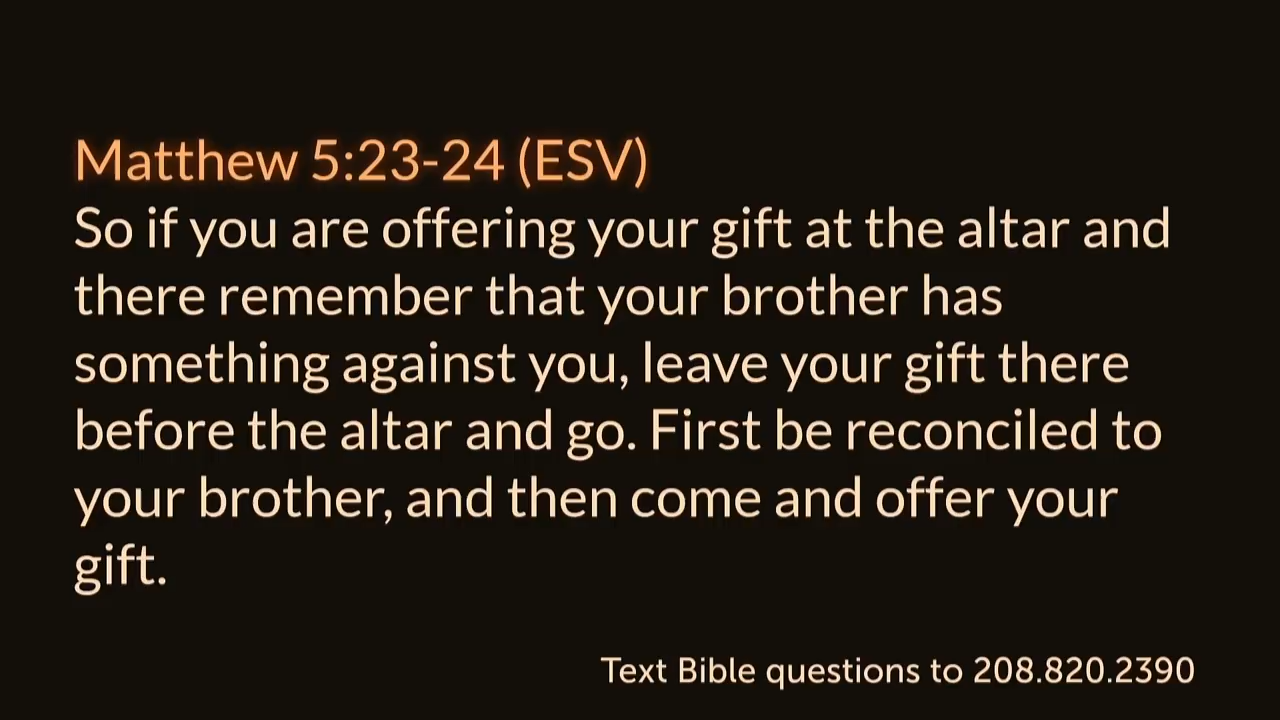 Matthew 5:23-24 (ESV)
So if you are offering your gift at the altar and
there remember that your brother has
something against you, leave your gift there
before the altar and go. First be reconciled to
your brother, and then come and offer your
gift.
Text Bible questions to 208.820.2390